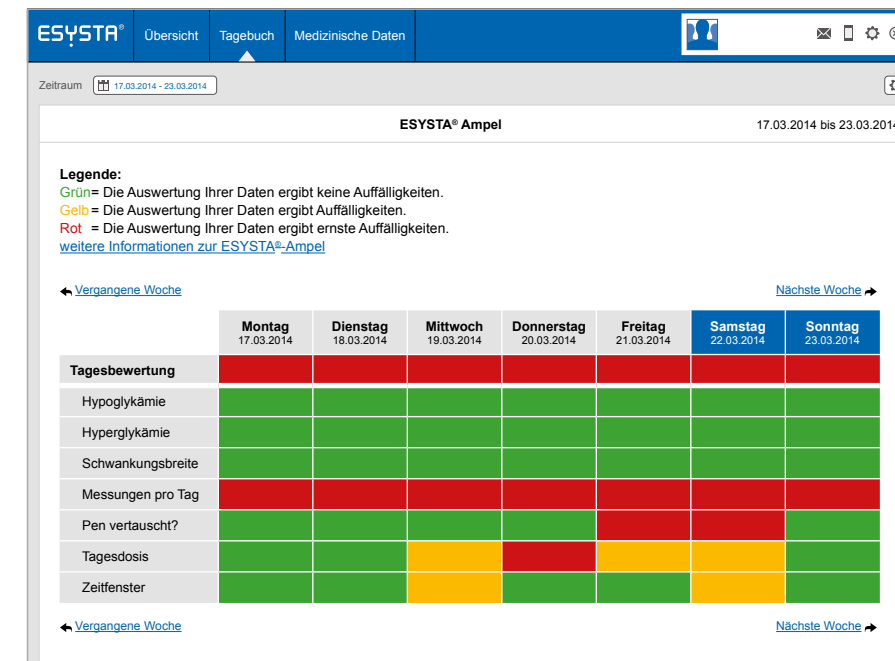 ESYSTA® Übersicht Tagebuch Medizinische Daten
Zeitraum 17.03.2014 - 23.03.2014
ESYSTA® Ampel 17.03.2014 bis 23.03.2014
Legende:
Grün= Die Auswertung Ihrer Daten ergibt keine Auffälligkeiten.
Gelb= Die Auswertung Ihrer Daten ergibt Auffälligkeiten.
Rot = Die Auswertung Ihrer Daten ergibt ernste Auffälligkeiten.
weitere Informationen zur ESYSTA®-Ampel
Vergangene Woche Nächste Woche
Montag Dienstag Mittwoch Donnerstag Freitag Samstag Sonntag
17.03.2014 18.03.2014 19.03.2014 20.03.2014 21.03.2014 22.03.2014 23.03.2014
Tagesbewertung
Hypoglykämie
Hyperglykämie
Schwankungsbreite
Messungen pro Tag
Pen vertauscht?
Tagesdosis
Zeitfenster
Vergangene Woche Nächste Woche